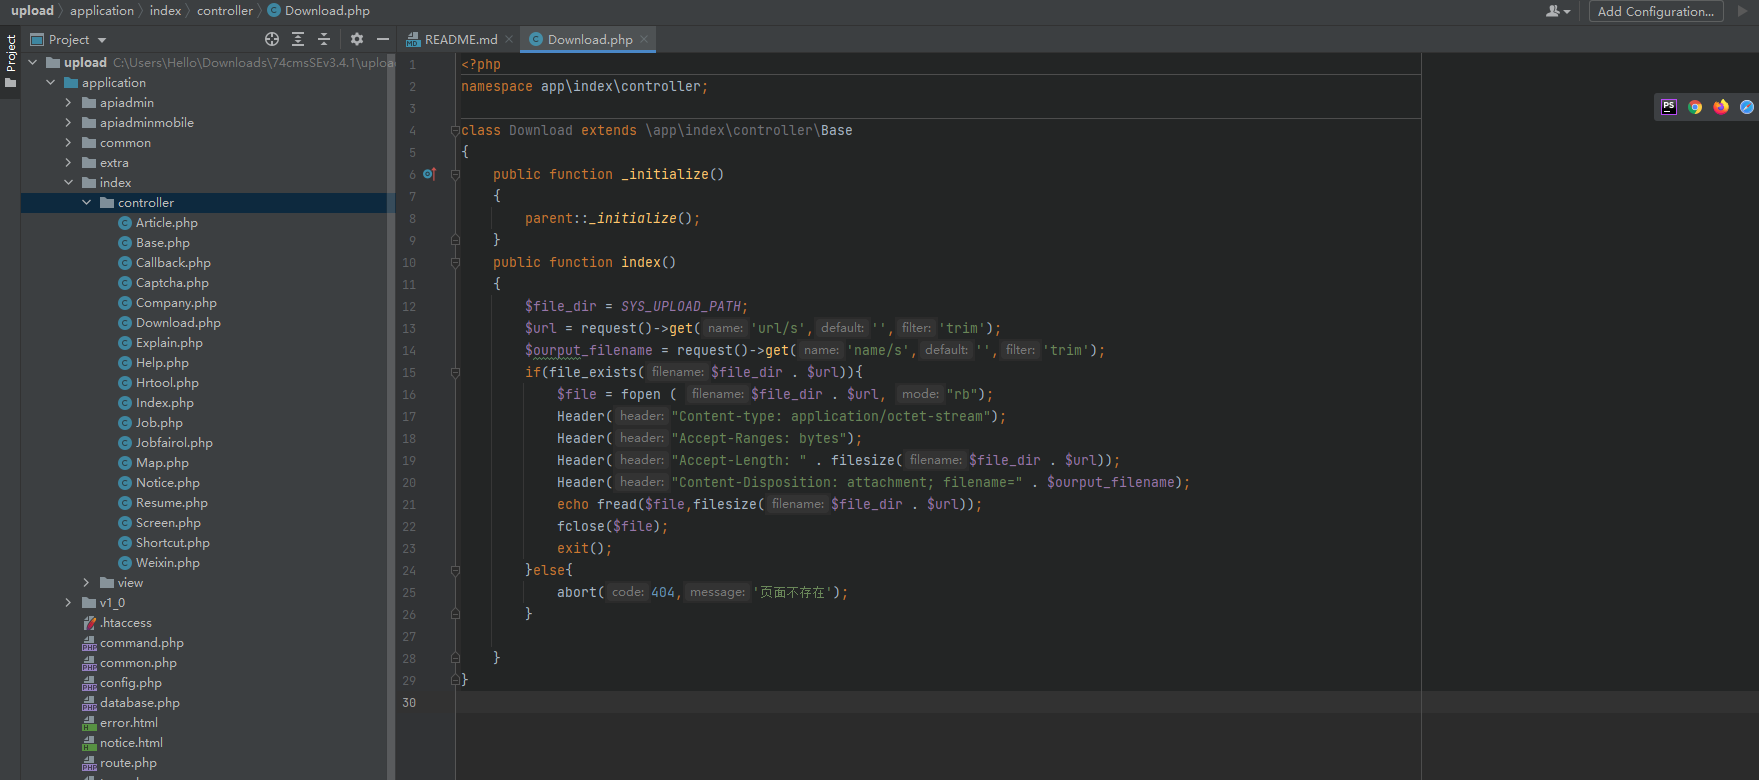 upload application index controller Download.php
Add Configuration...
Project
Project
README.md
Download.php
upload C:\Users\Hello\Downloads\74cmsSEv3.4.1\uploa
application
apiadmin
apiadminmobile
common
extra
index
controller
Article.php
Base.php
Callback.php
Captcha.php
Company.php
Download.php
Explain.php
Help.php
Hrtool.php
Index.php
Job.php
Jobfairol.php
Map.php
Notice.php
Resume.php
Screen.php
Shortcut.php
Weixin.php
view
v1_0
.htaccess
command.php
common.php
config.php
database.php
error.html
notice.html
route.php
1 <?php
2 namespace app\index\controller;
3
4 class Download extends \app\index\controller\Base
5 {
6 public function _initialize()
7 {
8 parent::_initialize();
9 }
10 public function index()
11 {
12 $file_dir = SYS_UPLOAD_PATH;
13 $url = request()->get( name: 'url/s', default: '', filter: 'trim');
14 $ourput_filename = request()->get( name: 'name/s', default: '', filter: 'trim');
15 if(file_exists( filename: $file_dir . $url)){
16 $file = fopen ( filename: $file_dir . $url, mode: "rb");
17 Header( header: "Content-type: application/octet-stream");
18 Header( header: "Accept-Ranges: bytes");
19 Header( header: "Accept-Length: " . filesize( filename: $file_dir . $url));
20 Header( header: "Content-Disposition: attachment; filename=" . $ourput_filename);
21 echo fread($file,filesize( filename: $file_dir . $url));
22 fclose($file);
23 exit();
24 }else{
25 abort( code: 404, message: '页面不存在');
26 }
27
28 }
29 }
30